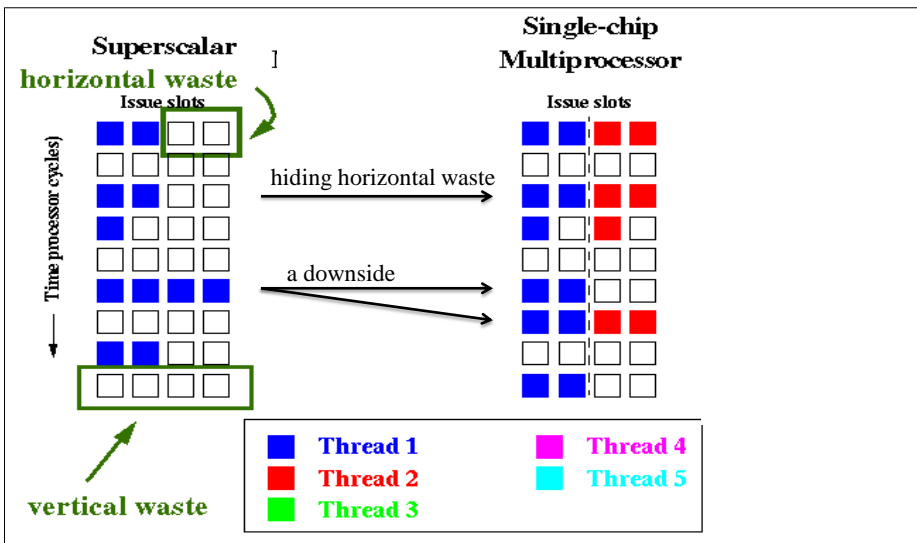 Superscalar
]
horizontal waste
Issue slots
Time processor cycles)
vertical waste
hiding horizontal waste
a downside
Single-chip
Multiprocessor
Issue slots
Thread 1
Thread 2
Thread 3
Thread 4
Thread 5